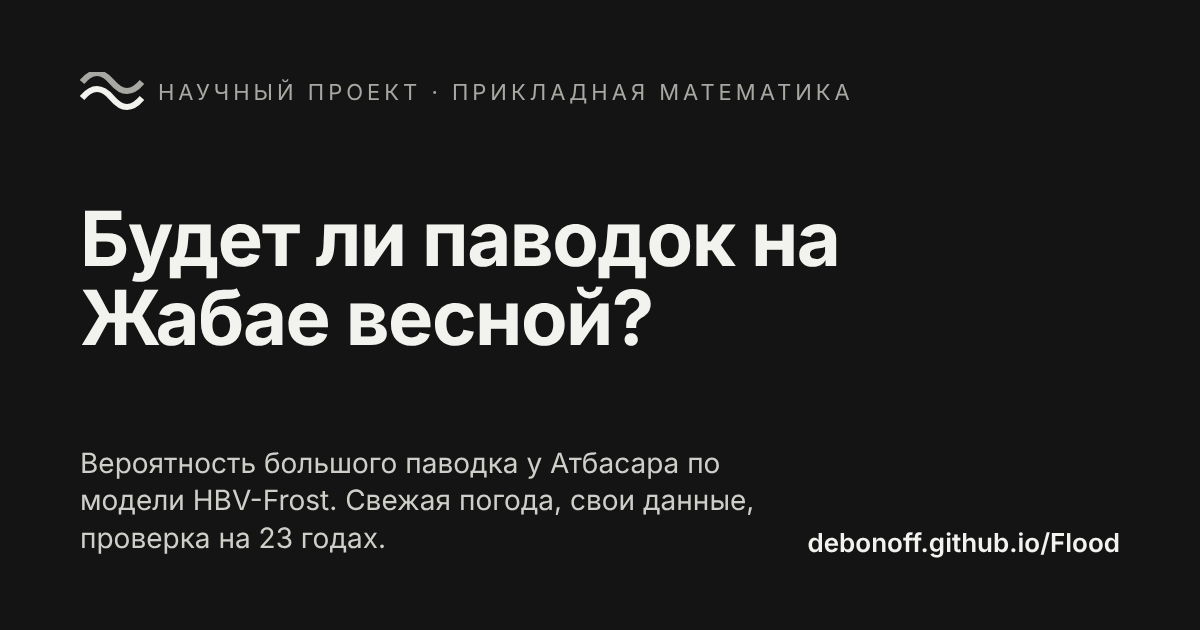 НАУЧНЫЙ ПРОЕКТ · ПРИКЛАДНАЯ МАТЕМАТИКА
Будет ли паводок на
Жабае весной?
Вероятность большого паводка у Атбасара по
модели HBV-Frost. Свежая погода, свои данные,
проверка на 23 годах.
debonoff.github.io/Flood